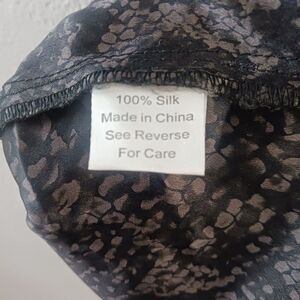 100% Silk
Made in China
See Reverse
For Care